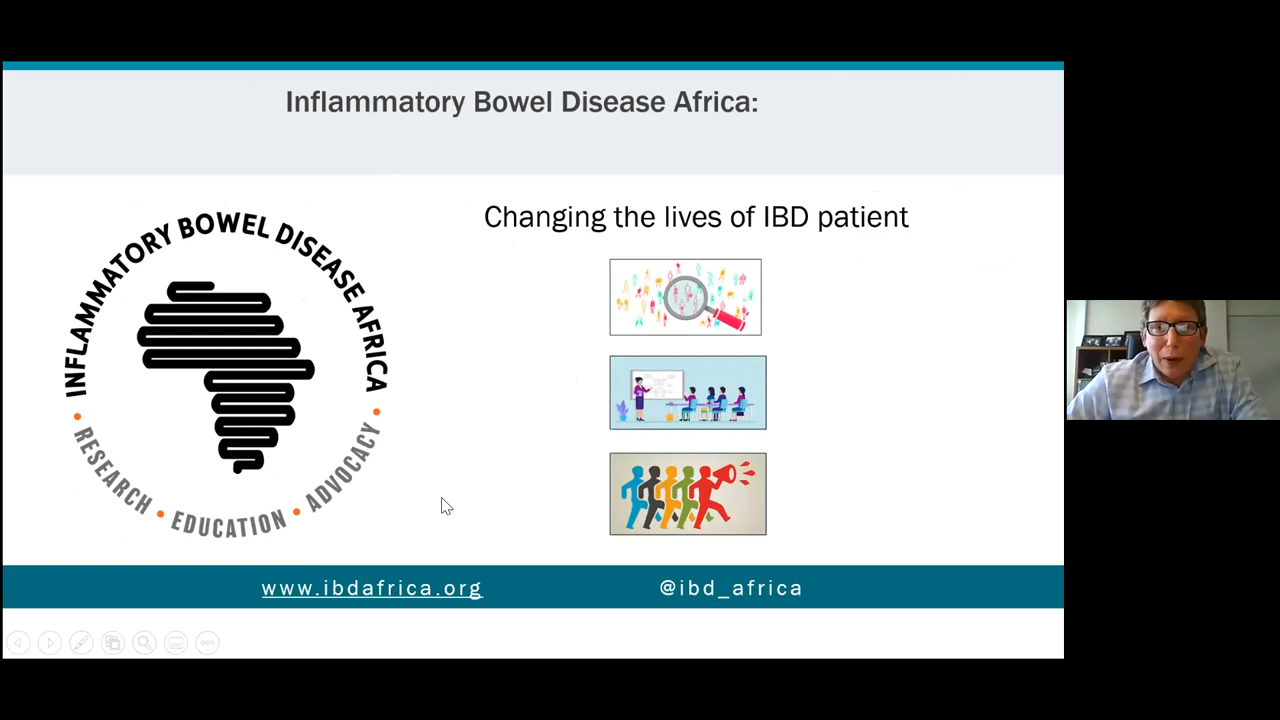 Inflammatory Bowel Disease Africa:
INFLAMMATORY BOWEL DISEASE AFRICA
• RESEARCH • EDUCATION • ADVOCACY •
Changing the lives of IBD patient
www.ibdafrica.org
@ibd_africa